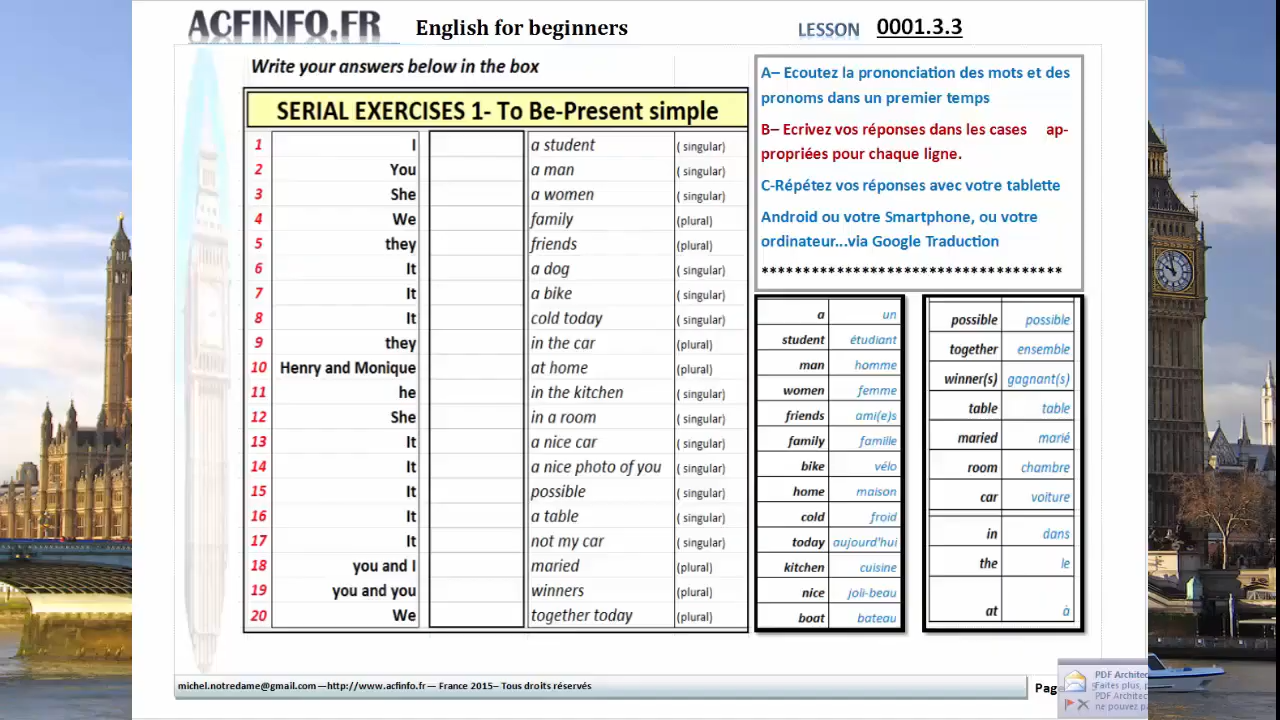 ACFINFO.FR English for beginners LESSON 0001.3.3
Write your answers below in the box
SERIAL EXERCISES 1- To Be-Present simple
1 I a student ( singular)
2 You a man ( singular)
3 She a women ( singular)
4 We family (plural)
5 they friends (plural)
6 It a dog ( singular)
7 It a bike ( singular)
8 It cold today ( singular)
9 they in the car (plural)
10 Henry and Monique at home (plural)
11 he in the kitchen ( singular)
12 She in a room ( singular)
13 It a nice car ( singular)
14 It a nice photo of you ( singular)
15 It possible ( singular)
16 It a table ( singular)
17 It not my car ( singular)
18 you and I maried (plural)
19 you and you winners (plural)
20 We together today (plural)
A– Ecoutez la prononciation des mots et des
pronoms dans un premier temps
B– Ecrivez vos réponses dans les cases ap-
propriées pour chaque ligne.
C-Répétez vos réponses avec votre tablette
Android ou votre Smartphone, ou votre
ordinateur...via Google Traduction
************************************
a un
student étudiant
man homme
women femme
friends ami(e)s
family famille
bike vélo
home maison
cold froid
today aujourd'hui
kitchen cuisine
nice joli-beau
boat bateau
possible possible
together ensemble
winner(s) gagnant(s)
table table
maried marié
room chambre
car voiture
in dans
the le
at à
michel.notredame@gmail.com —http://www.acfinfo.fr — France 2015– Tous droits réservés
Pag
PDF Architec
Faites plus, p
PDF Architec
ne pouvez pa